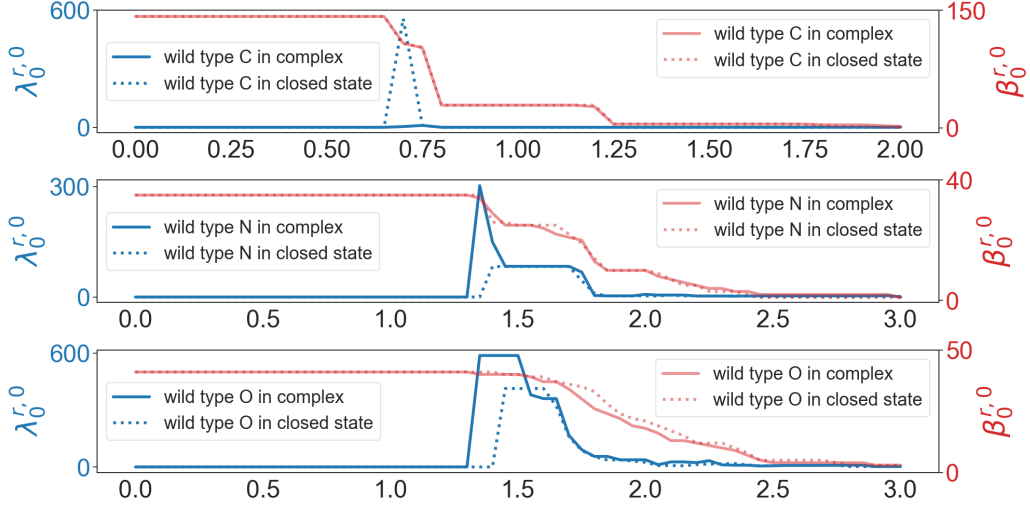 600
150
wild type C in complex
wild type C in closed state
wild type C in complex
wild type C in closed state
λ₀^{r, 0}
β₀^{r, 0}
0
0
0.00 0.25 0.50 0.75 1.00 1.25 1.50 1.75 2.00
300
40
wild type N in complex
wild type N in closed state
wild type N in complex
wild type N in closed state
λ₀^{r, 0}
β₀^{r, 0}
0
0
0.0 0.5 1.0 1.5 2.0 2.5 3.0
600
50
wild type O in complex
wild type O in closed state
wild type O in complex
wild type O in closed state
λ₀^{r, 0}
β₀^{r, 0}
0
0
0.0 0.5 1.0 1.5 2.0 2.5 3.0